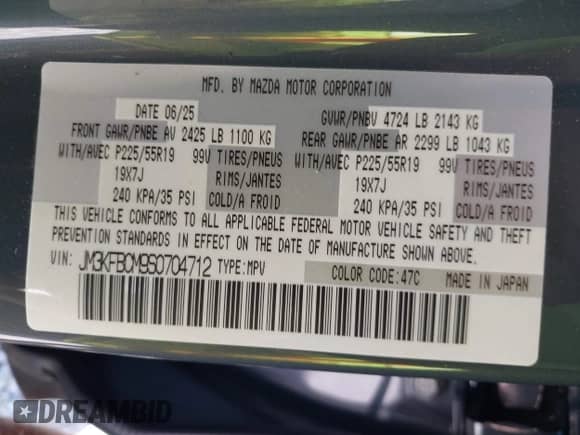 MFD. BY MAZDA MOTOR CORPORATION
DATE 06/25 GVWR/PNBV 4724 LB 2143 KG
FRONT GAWR/PNBE AV 2425 LB 1100 KG REAR GAWR/PNBE AR 2299 LB 1043 KG
WITH/AVEC P225/55R19 99V TIRES/PNEUS WITH/AVEC P225/55R19 99V TIRES/PNEUS
19X7J RIMS/JANTES 19X7J RIMS/JANTES
240 KPA/35 PSI COLD/A FROID 240 KPA/35 PSI COLD/A FROID
THIS VEHICLE CONFORMS TO ALL APPLICABLE FEDERAL MOTOR VEHICLE SAFETY AND THEFT
PREVENTION STANDARDS IN EFFECT ON THE DATE OF MANUFACTURE SHOWN ABOVE.
VIN: JM3KFBCM9S0704712 TYPE:MPV COLOR CODE:47C MADE IN JAPAN
DREAMBID